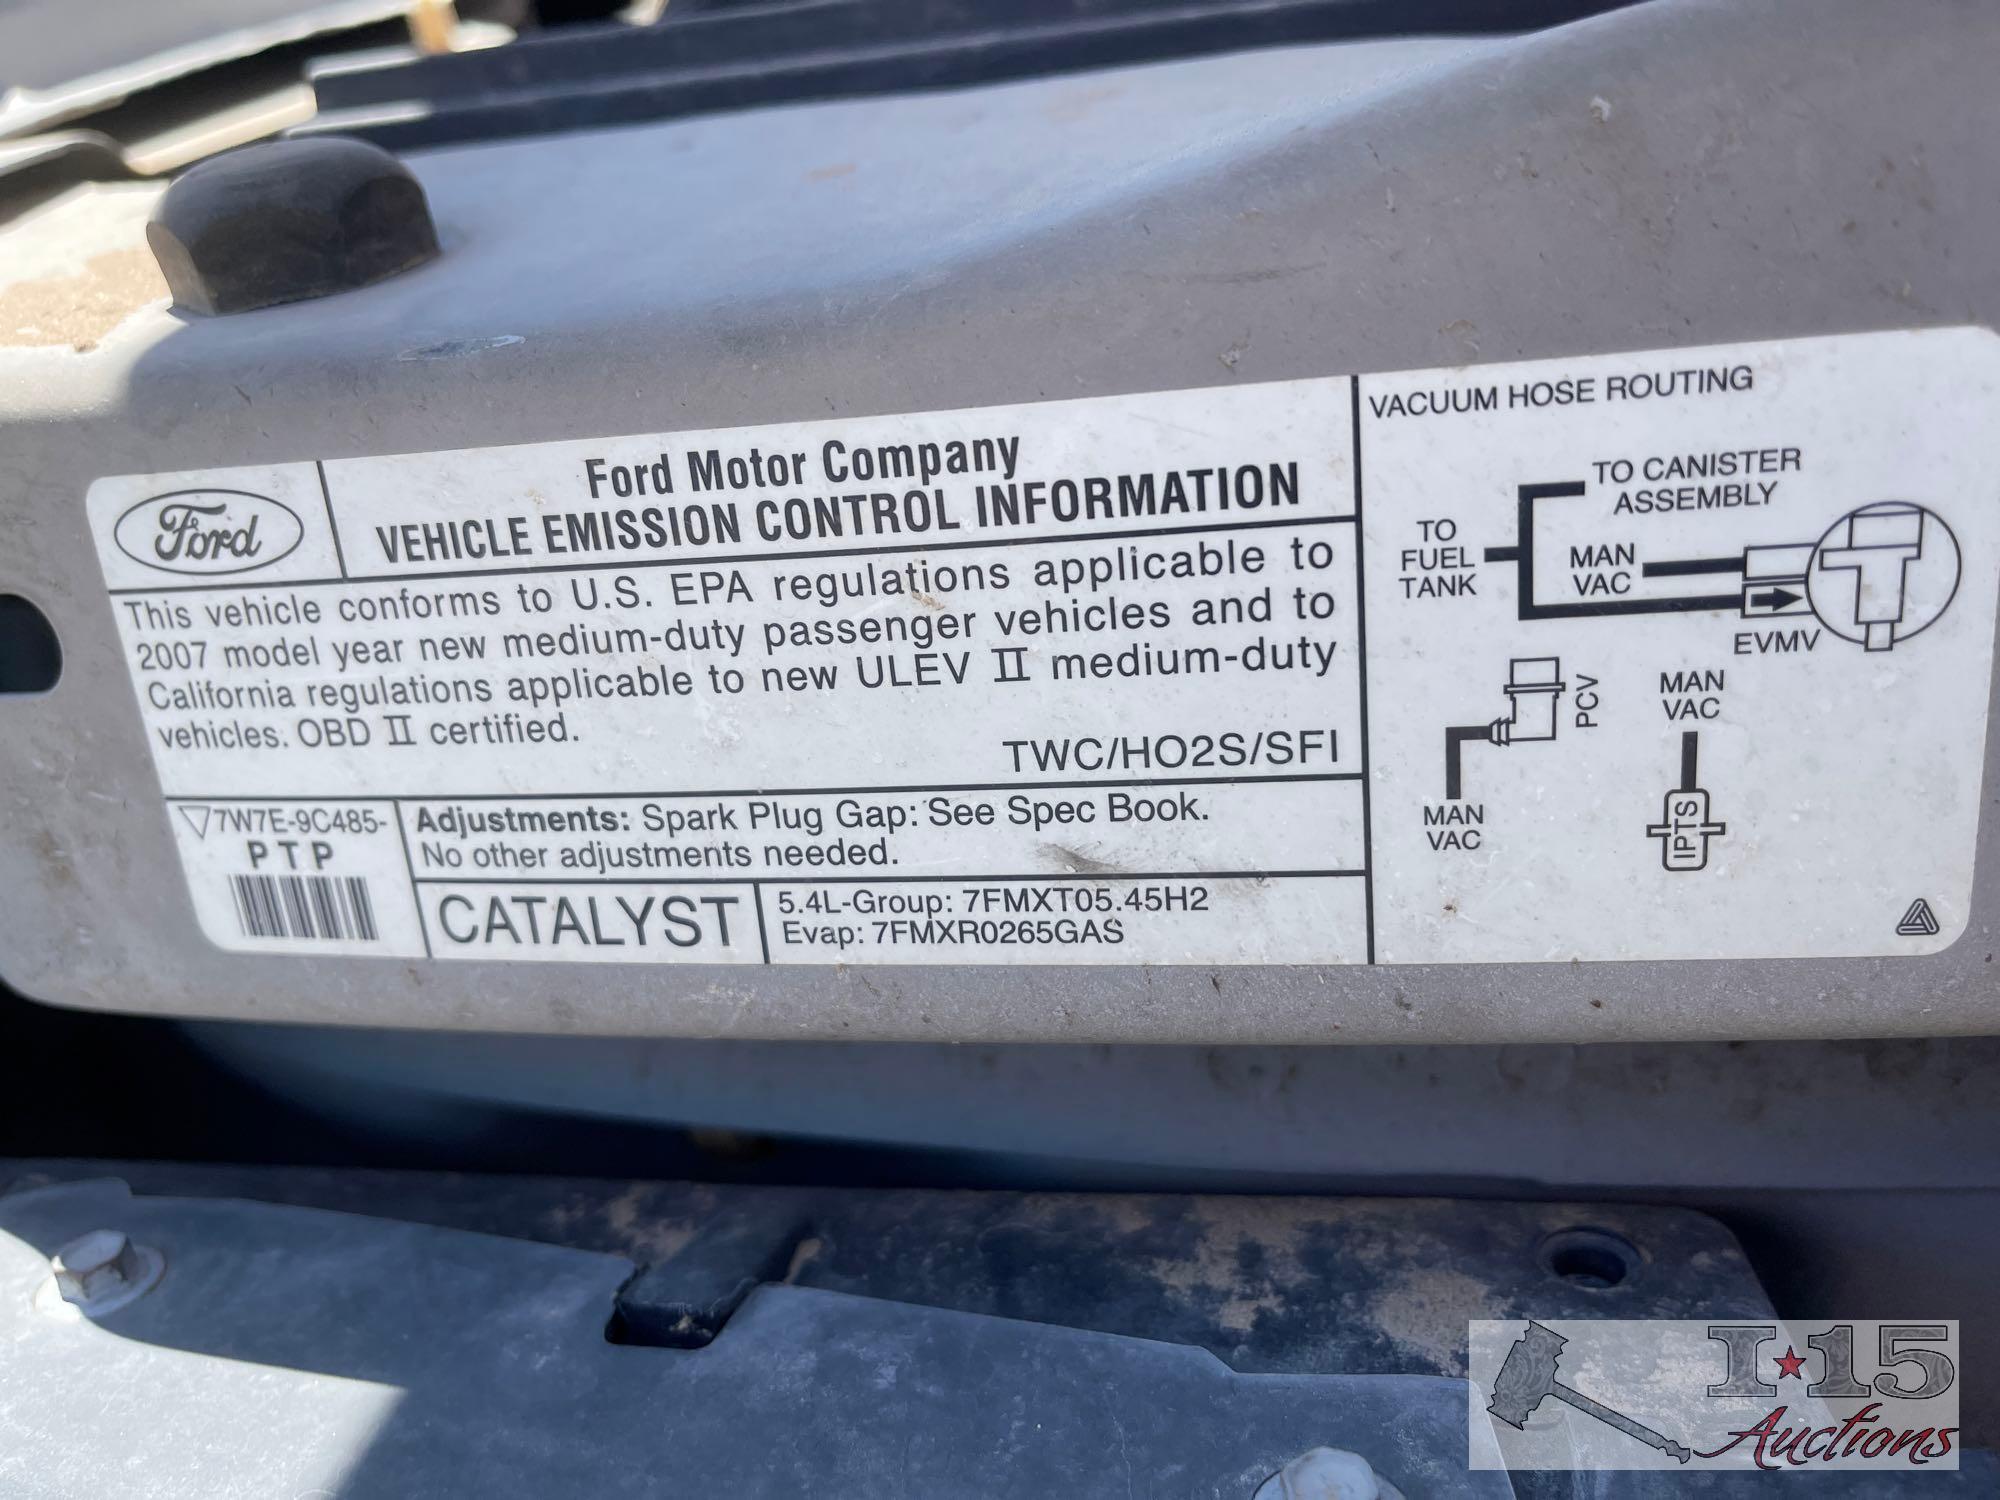 Ford
Ford Motor Company
VEHICLE EMISSION CONTROL INFORMATION
This vehicle conforms to U.S. EPA regulations applicable to
2007 model year new medium-duty passenger vehicles and to
California regulations applicable to new ULEV II medium-duty
vehicles. OBD II certified.
TWC/HO2S/SFI
7W7E-9C485-
PTP
Adjustments: Spark Plug Gap: See Spec Book.
No other adjustments needed.
CATALYST
5.4L-Group: 7FMXT05.45H2
Evap: 7FMXR0265GAS
VACUUM HOSE ROUTING
TO CANISTER
ASSEMBLY
TO
FUEL
TANK
MAN
VAC
EVMV
PCV
MAN
VAC
MAN
VAC
IPTS
I★15
Auctions